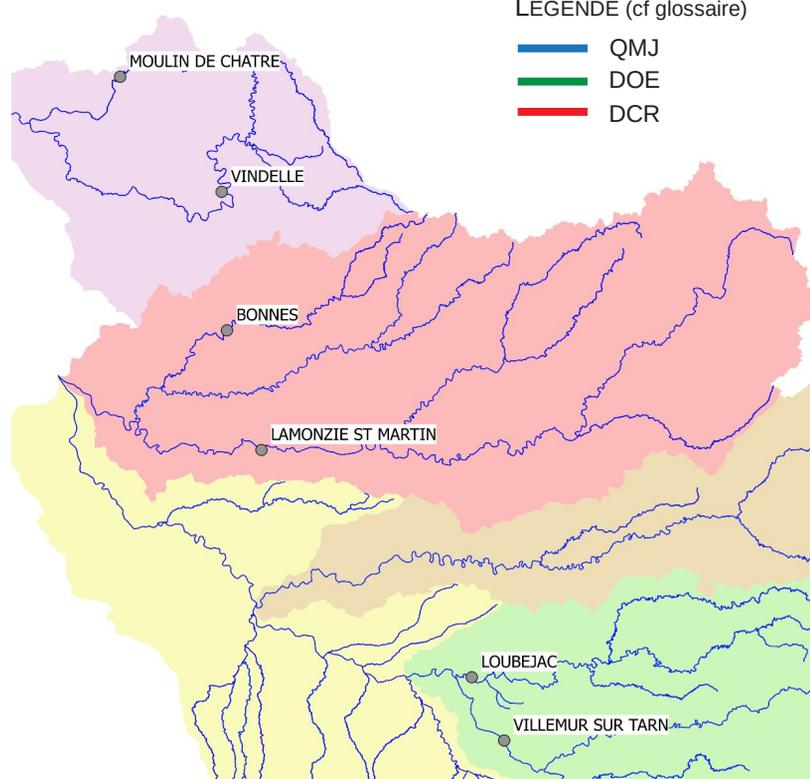 LEGENDE (cf glossaire)
QMJ
DOE
DCR
MOULIN DE CHATRE
VINDELLE
BONNES
LAMONZIE ST MARTIN
LOUBEJAC
VILLEMUR SUR TARN